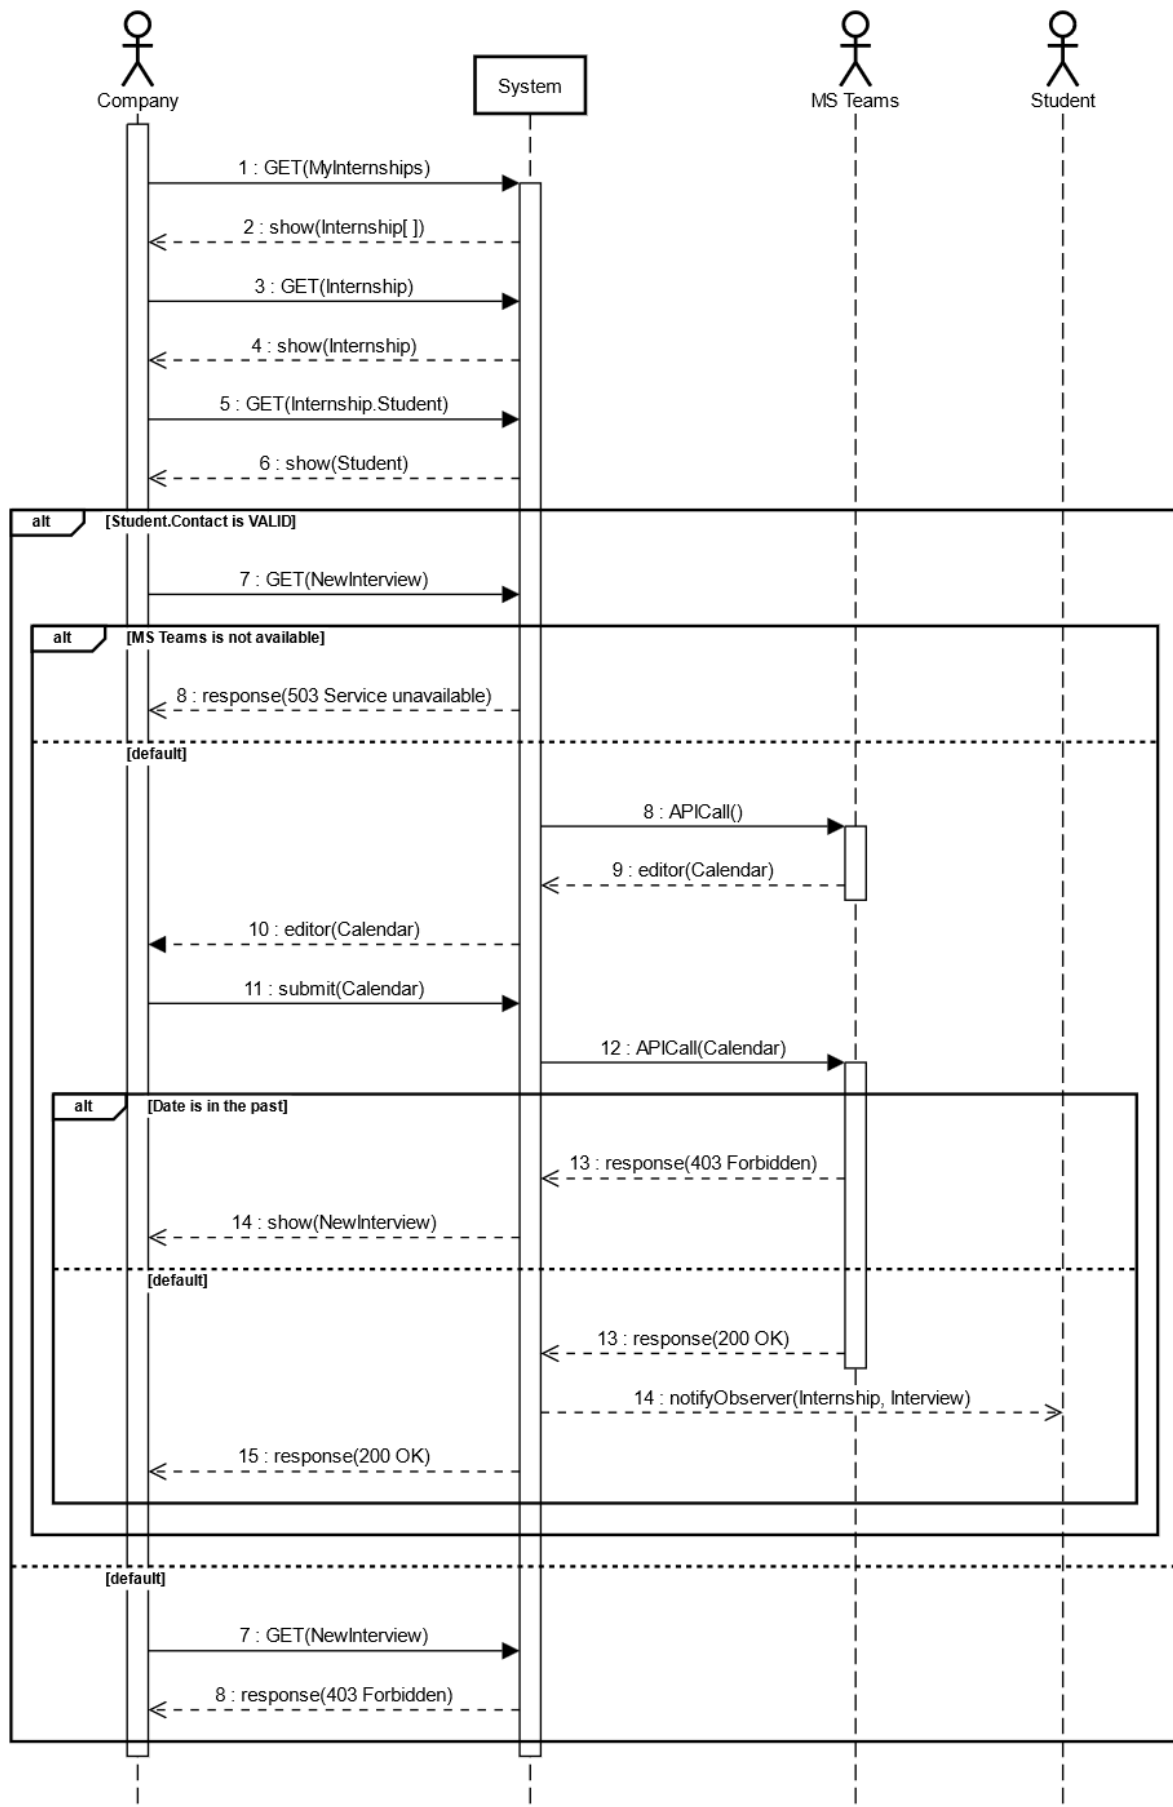 Company
System
MS Teams
Student
1 : GET(MyInternships)
2 : show(Internship[ ])
3 : GET(Internship)
4 : show(Internship)
5 : GET(Internship.Student)
6 : show(Student)
alt [Student.Contact is VALID]
7 : GET(NewInterview)
alt [MS Teams is not available]
8 : response(503 Service unavailable)
[default]
8 : APICall()
9 : editor(Calendar)
10 : editor(Calendar)
11 : submit(Calendar)
12 : APICall(Calendar)
alt [Date is in the past]
13 : response(403 Forbidden)
14 : show(NewInterview)
[default]
13 : response(200 OK)
14 : notifyObserver(Internship, Interview)
15 : response(200 OK)
[default]
7 : GET(NewInterview)
8 : response(403 Forbidden)